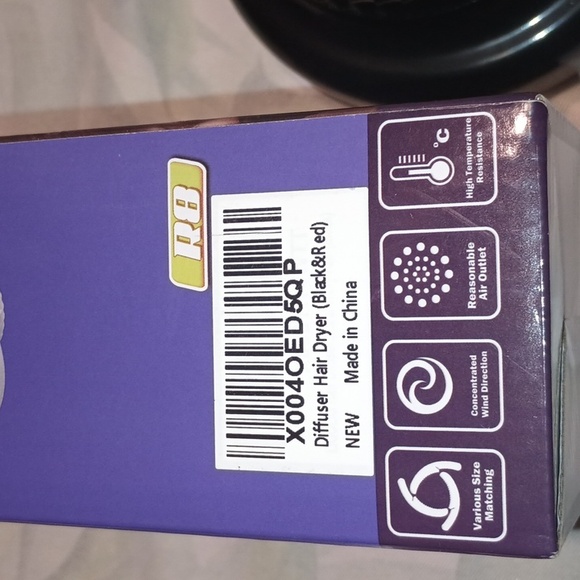 R8
X004OED5QP
Diffuser Hair Dryer (Black&Red)
NEW Made in China
Various Size
Matching
Concentrated
Wind Direction
Reasonable
Air Outlet
°C
High Temperature
Resistance